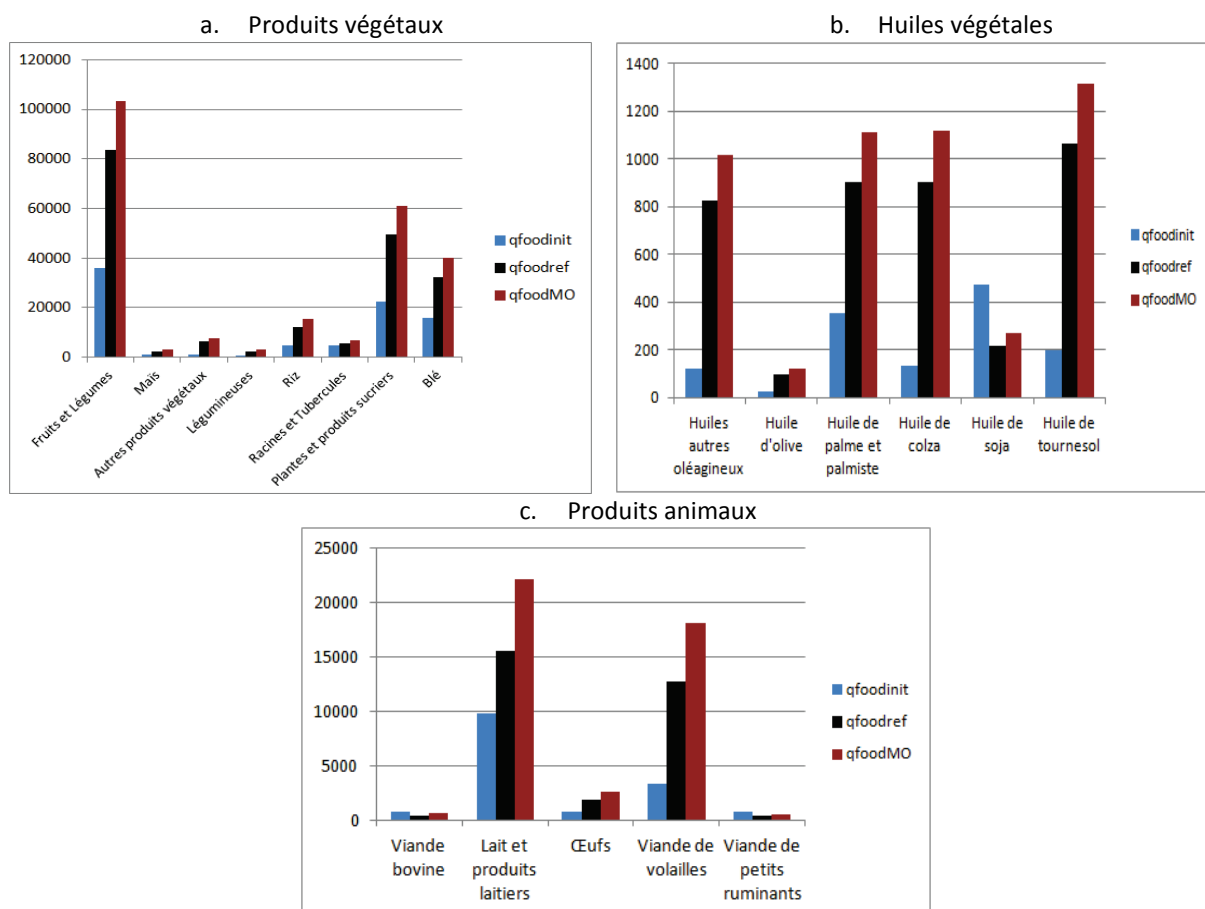 a. Produits végétaux
120000
100000
80000
60000
40000
20000
0
Fruits et Légumes
Maïs
Autres produits végétaux
Légumineuses
Riz
Racines et Tubercules
Plantes et produits sucriers
Blé
qfoodinit
qfoodref
qfoodMO
b. Huiles végétales
1400
1200
1000
800
600
400
200
0
Huiles
autres
oléagineux
Huile
d'olive
Huile de
palme et
palmiste
Huile de
colza
Huile de
soja
Huile de
tournesol
qfoodinit
qfoodref
qfoodMO
c. Produits animaux
25000
20000
15000
10000
5000
0
Viande
bovine
Lait et
produits
laitiers
Œufs
Viande de
volailles
Viande de
petits
ruminants
qfoodinit
qfoodref
qfoodMO